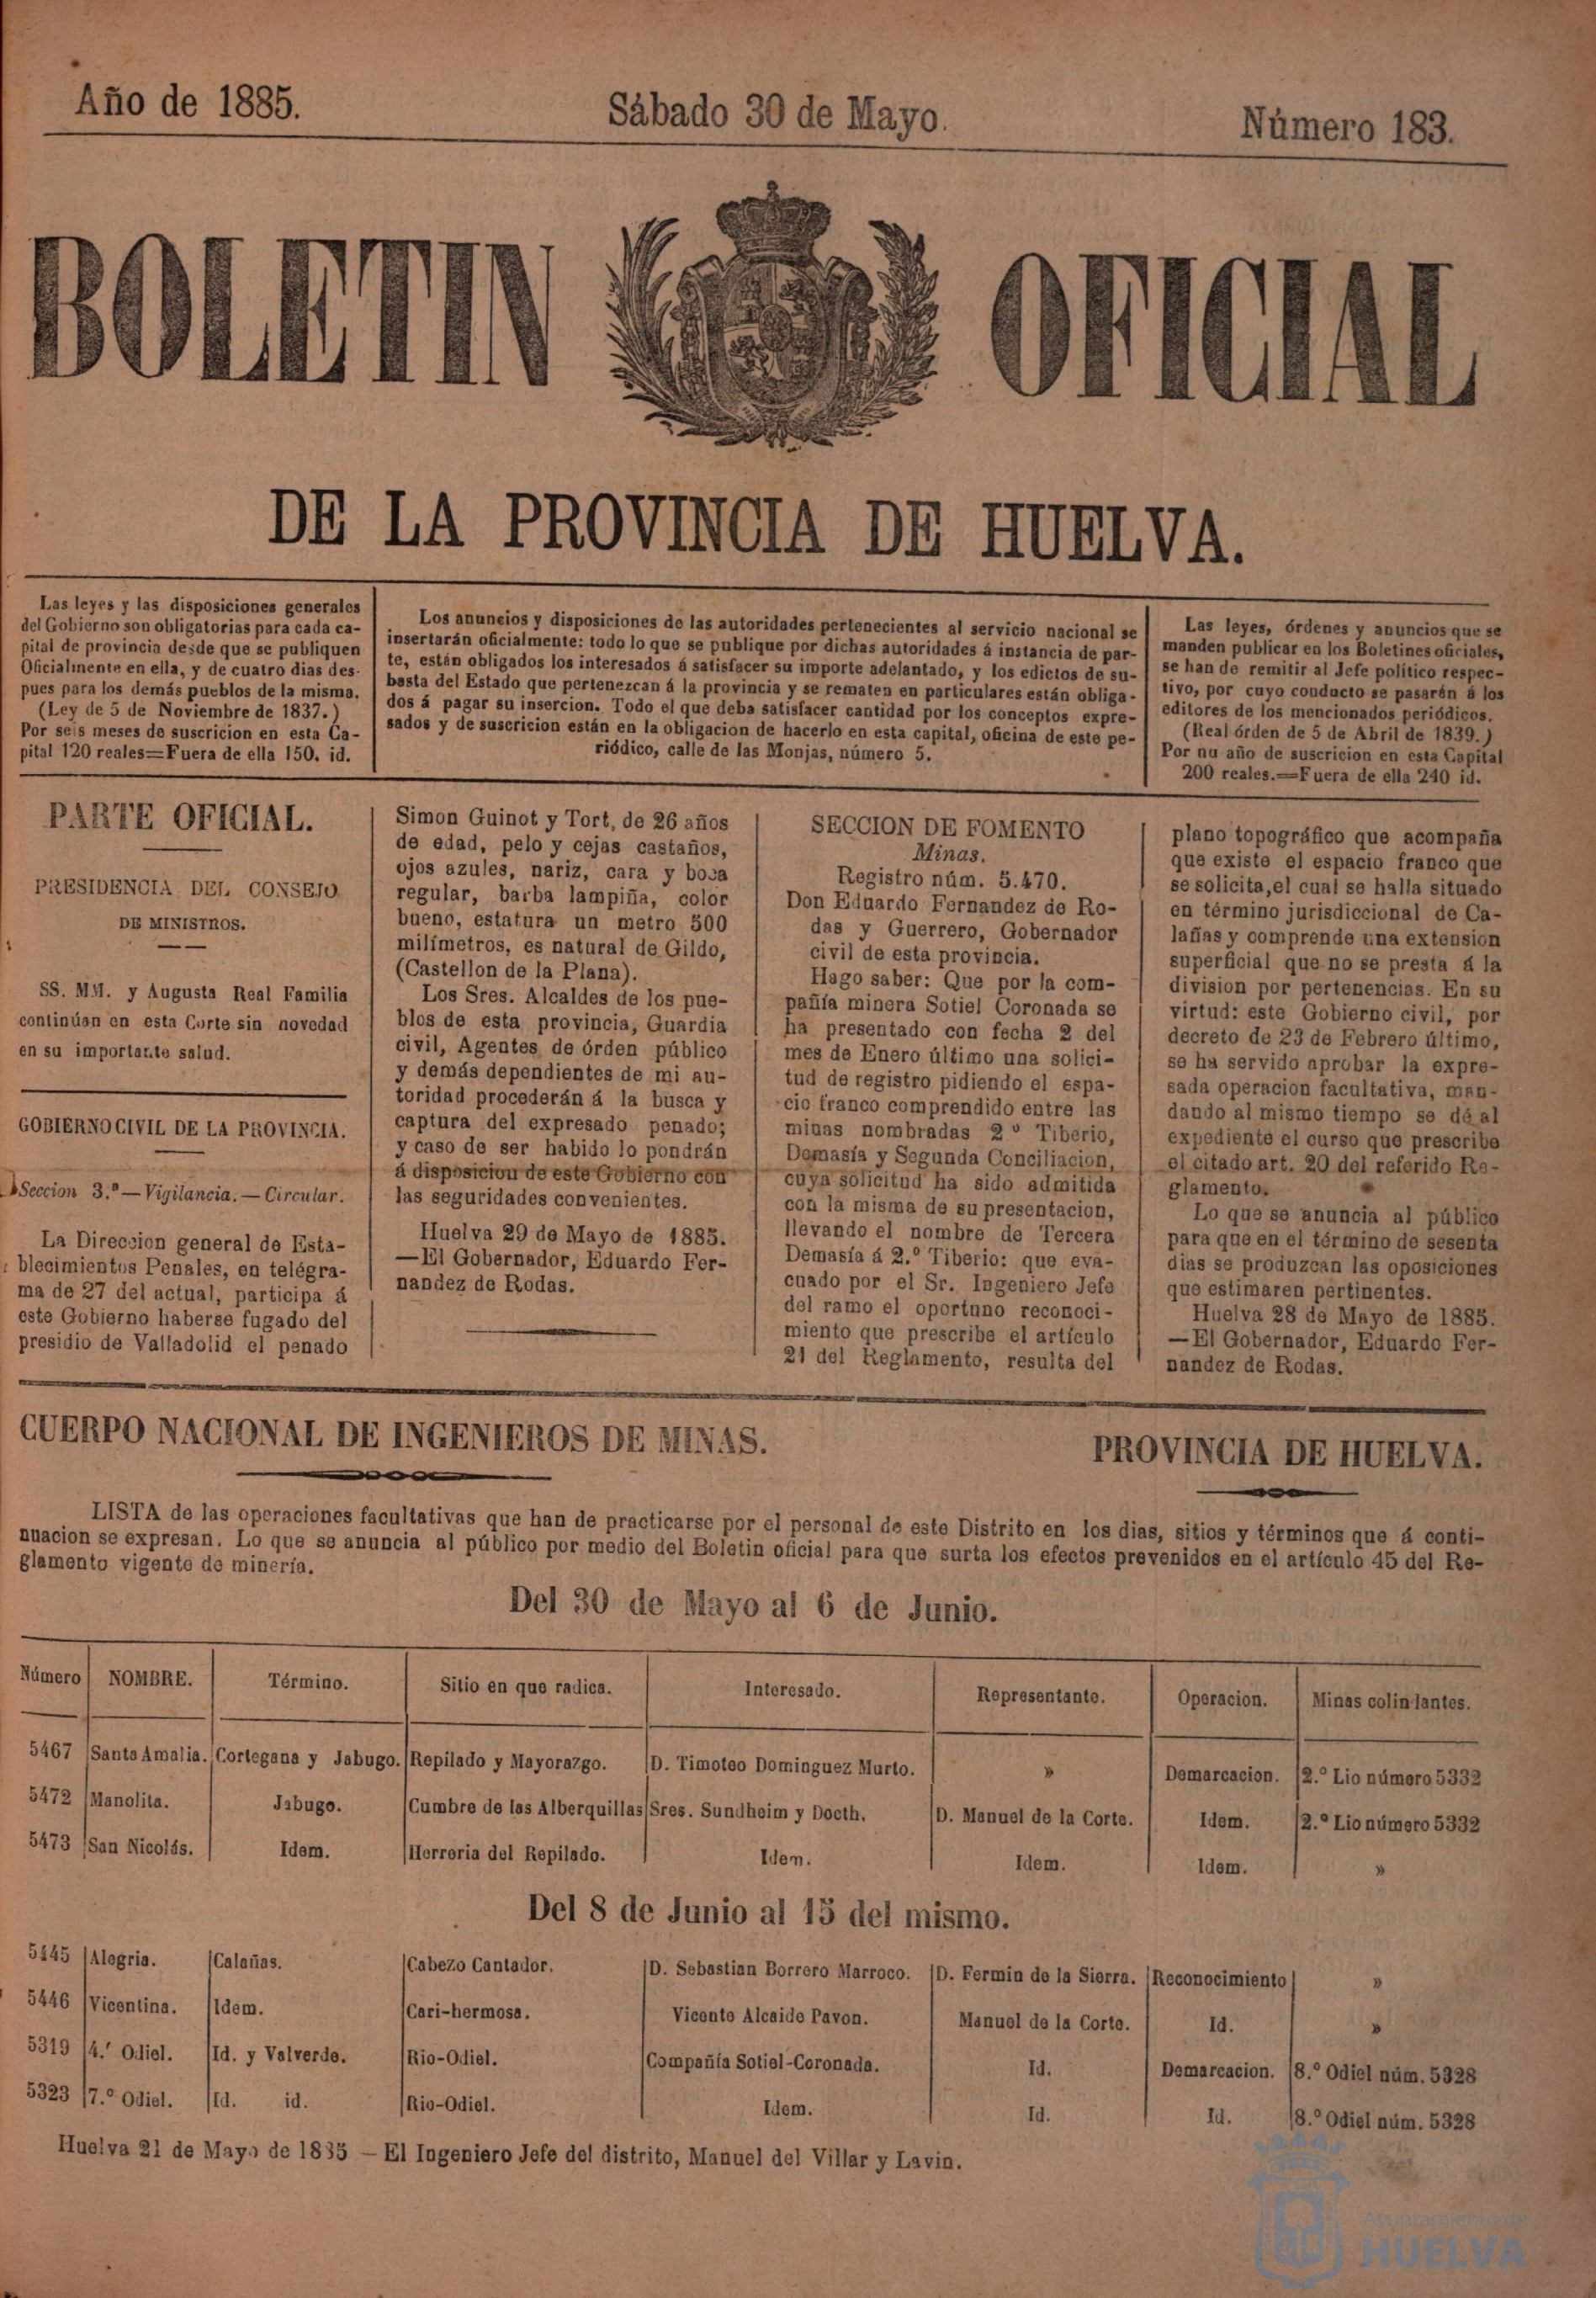 Año de 1885.
Sábado 30 de Mayo.
Número 183.
BOLETIN OFICIAL
DE LA PROVINCIA DE HUELVA.
Las leyes y las disposiciones generales
del Gobierno son obligatorias para cada ca-
pital de provincia desde que se publiquen
Oficialmente en ella, y de cuatro dias des-
pues para los demás pueblos de la misma.
(Ley de 5 de Noviembre de 1837.)
Por seis meses de suscricion en esta Ca-
pital 120 reales=Fuera de ella 150. id.
Los anuncios y disposiciones de las autoridades pertenecientes al servicio nacional se
insertarán oficialmente: todo lo que se publique por dichas autoridades á instancia de par-
te, están obligados los interesados á satisfacer su importe adelantado, y los edictos de su-
basta del Estado que pertenezcan á la provincia y se rematen en particulares están obliga-
dos á pagar su insercion. Todo el que deba satisfacer cantidad por los conceptos expre-
sados y de suscricion están en la obligacion de hacerlo en esta capital, oficina de este pe-
riódico, calle de las Monjas, número 5.
Las leyes, órdenes y anuncios que se
manden publicar en los Boletines oficiales,
se han de remitir al Jefe político respec-
tivo, por cuyo conducto se pasarán á los
editores de los mencionados periódicos.
(Real órden de 5 de Abril de 1839.)
Por nu año de suscricion en esta Capital
200 reales.=Fuera de ella 240 id.
PARTE OFICIAL.
PRESIDENCIA DEL CONSEJO
DE MINISTROS.
SS. MM. y Augusta Real Familia
continúan en esta Corte sin novedad
en su importante salud.
GOBIERNO CIVIL DE LA PROVINCIA.
Seccion 3.ª—Vigilancia.—Circular.
La Direccion general de Esta-
blecimientos Penales, en telégra-
ma de 27 del actual, participa á
este Gobierno haberse fugado del
presidio de Valladolid el penado
Simon Guinot y Tort, de 26 años
de edad, pelo y cejas castaños,
ojos azules, nariz, cara y boca
regular, barba lampiña, color
bueno, estatura un metro 500
milímetros, es natural de Gildo,
(Castellon de la Plana).
Los Sres. Alcaldes de los pue-
blos de esta provincia, Guardia
civil, Agentes de órden público
y demás dependientes de mi au-
toridad procederán á la busca y
captura del expresado penado;
y caso de ser habido lo pondrán
á disposicion de este Gobierno con
las seguridades convenientes.
Huelva 29 de Mayo de 1885.
—El Gobernador, Eduardo Fer-
nandez de Rodas.
SECCION DE FOMENTO
Minas.
Registro núm. 5.470.
Don Eduardo Fernandez de Ro-
das y Guerrero, Gobernador
civil de esta provincia.
Hago saber: Que por la com-
pañía minera Sotiel Coronada se
ha presentado con fecha 2 del
mes de Enero último una solici-
tud de registro pidiendo el espa-
cio franco comprendido entre las
minas nombradas 2º Tiberio,
Demasía y Segunda Conciliacion,
cuya solicitud ha sido admitida
con la misma de su presentacion,
llevando el nombre de Tercera
Demasía á 2.º Tiberio: que eva-
cuado por el Sr. Ingeniero Jefe
del ramo el oportuno reconoci-
miento que prescribe el artículo
21 del Reglamento, resulta del
plano topográfico que acompaña
que existe el espacio franco que
se solicita, el cual se halla situado
en término jurisdiccional de Ca-
lañas y comprende una extension
superficial que no se presta á la
division por pertenencias. En su
virtud: este Gobierno civil, por
decreto de 23 de Febrero último,
se ha servido aprobar la expre-
sada operacion facultativa, man-
dando al mismo tiempo se dé al
expediente el curso que prescribe
el citado art. 20 del referido Re-
glamento.
Lo que se anuncia al público
para que en el término de sesenta
dias se produzcan las oposiciones
que estimaren pertinentes.
Huelva 28 de Mayo de 1885.
—El Gobernador, Eduardo Fer-
nandez de Rodas.
CUERPO NACIONAL DE INGENIEROS DE MINAS.
PROVINCIA DE HUELVA.
LISTA de las operaciones facultativas que han de practicarse por el personal de este Distrito en los dias, sitios y términos que á conti-
nuacion se expresan. Lo que se anuncia al público por medio del Boletin oficial para que surta los efectos prevenidos en el artículo 45 del Re-
glamento vigente de minería.
Del 30 de Mayo al 6 de Junio.
Número NOMBRE. Término. Sitio en que radica. Interesado. Representante. Operacion. Minas colindantes.
5467 Santa Amalia. Cortegana y Jabugo. Repilado y Mayorazgo. D. Timoteo Dominguez Murto. » Demarcacion. 2.º Lio número 5332
5472 Manolita. Jabugo. Cumbre de las Alberquillas Sres. Sundheim y Docth. D. Manuel de la Corte. Idem. 2.º Lio número 5332
5473 San Nicolás. Idem. Herreria del Repilado. Idem. Idem. Idem. »
Del 8 de Junio al 15 del mismo.
5445 Alegria. Calañas. Cabezo Cantador. D. Sebastian Borrero Marroco. D. Fermin de la Sierra. Reconocimiento »
5446 Vicentina. Idem. Cari-hermosa. Vicente Alcaide Pavon. Manuel de la Corte. Id. »
5319 4.º Odiel. Id. y Valverde. Rio-Odiel. Compañía Sotiel-Coronada. Id. Demarcacion. 8.º Odiel núm. 5328
5323 7.º Odiel. Id. id. Rio-Odiel. Idem. Id. Id. 8.º Odiel núm. 5328
Huelva 21 de Mayo de 1885 — El Ingeniero Jefe del distrito, Manuel del Villar y Lavin.
Ayuntamiento de
HUELVA